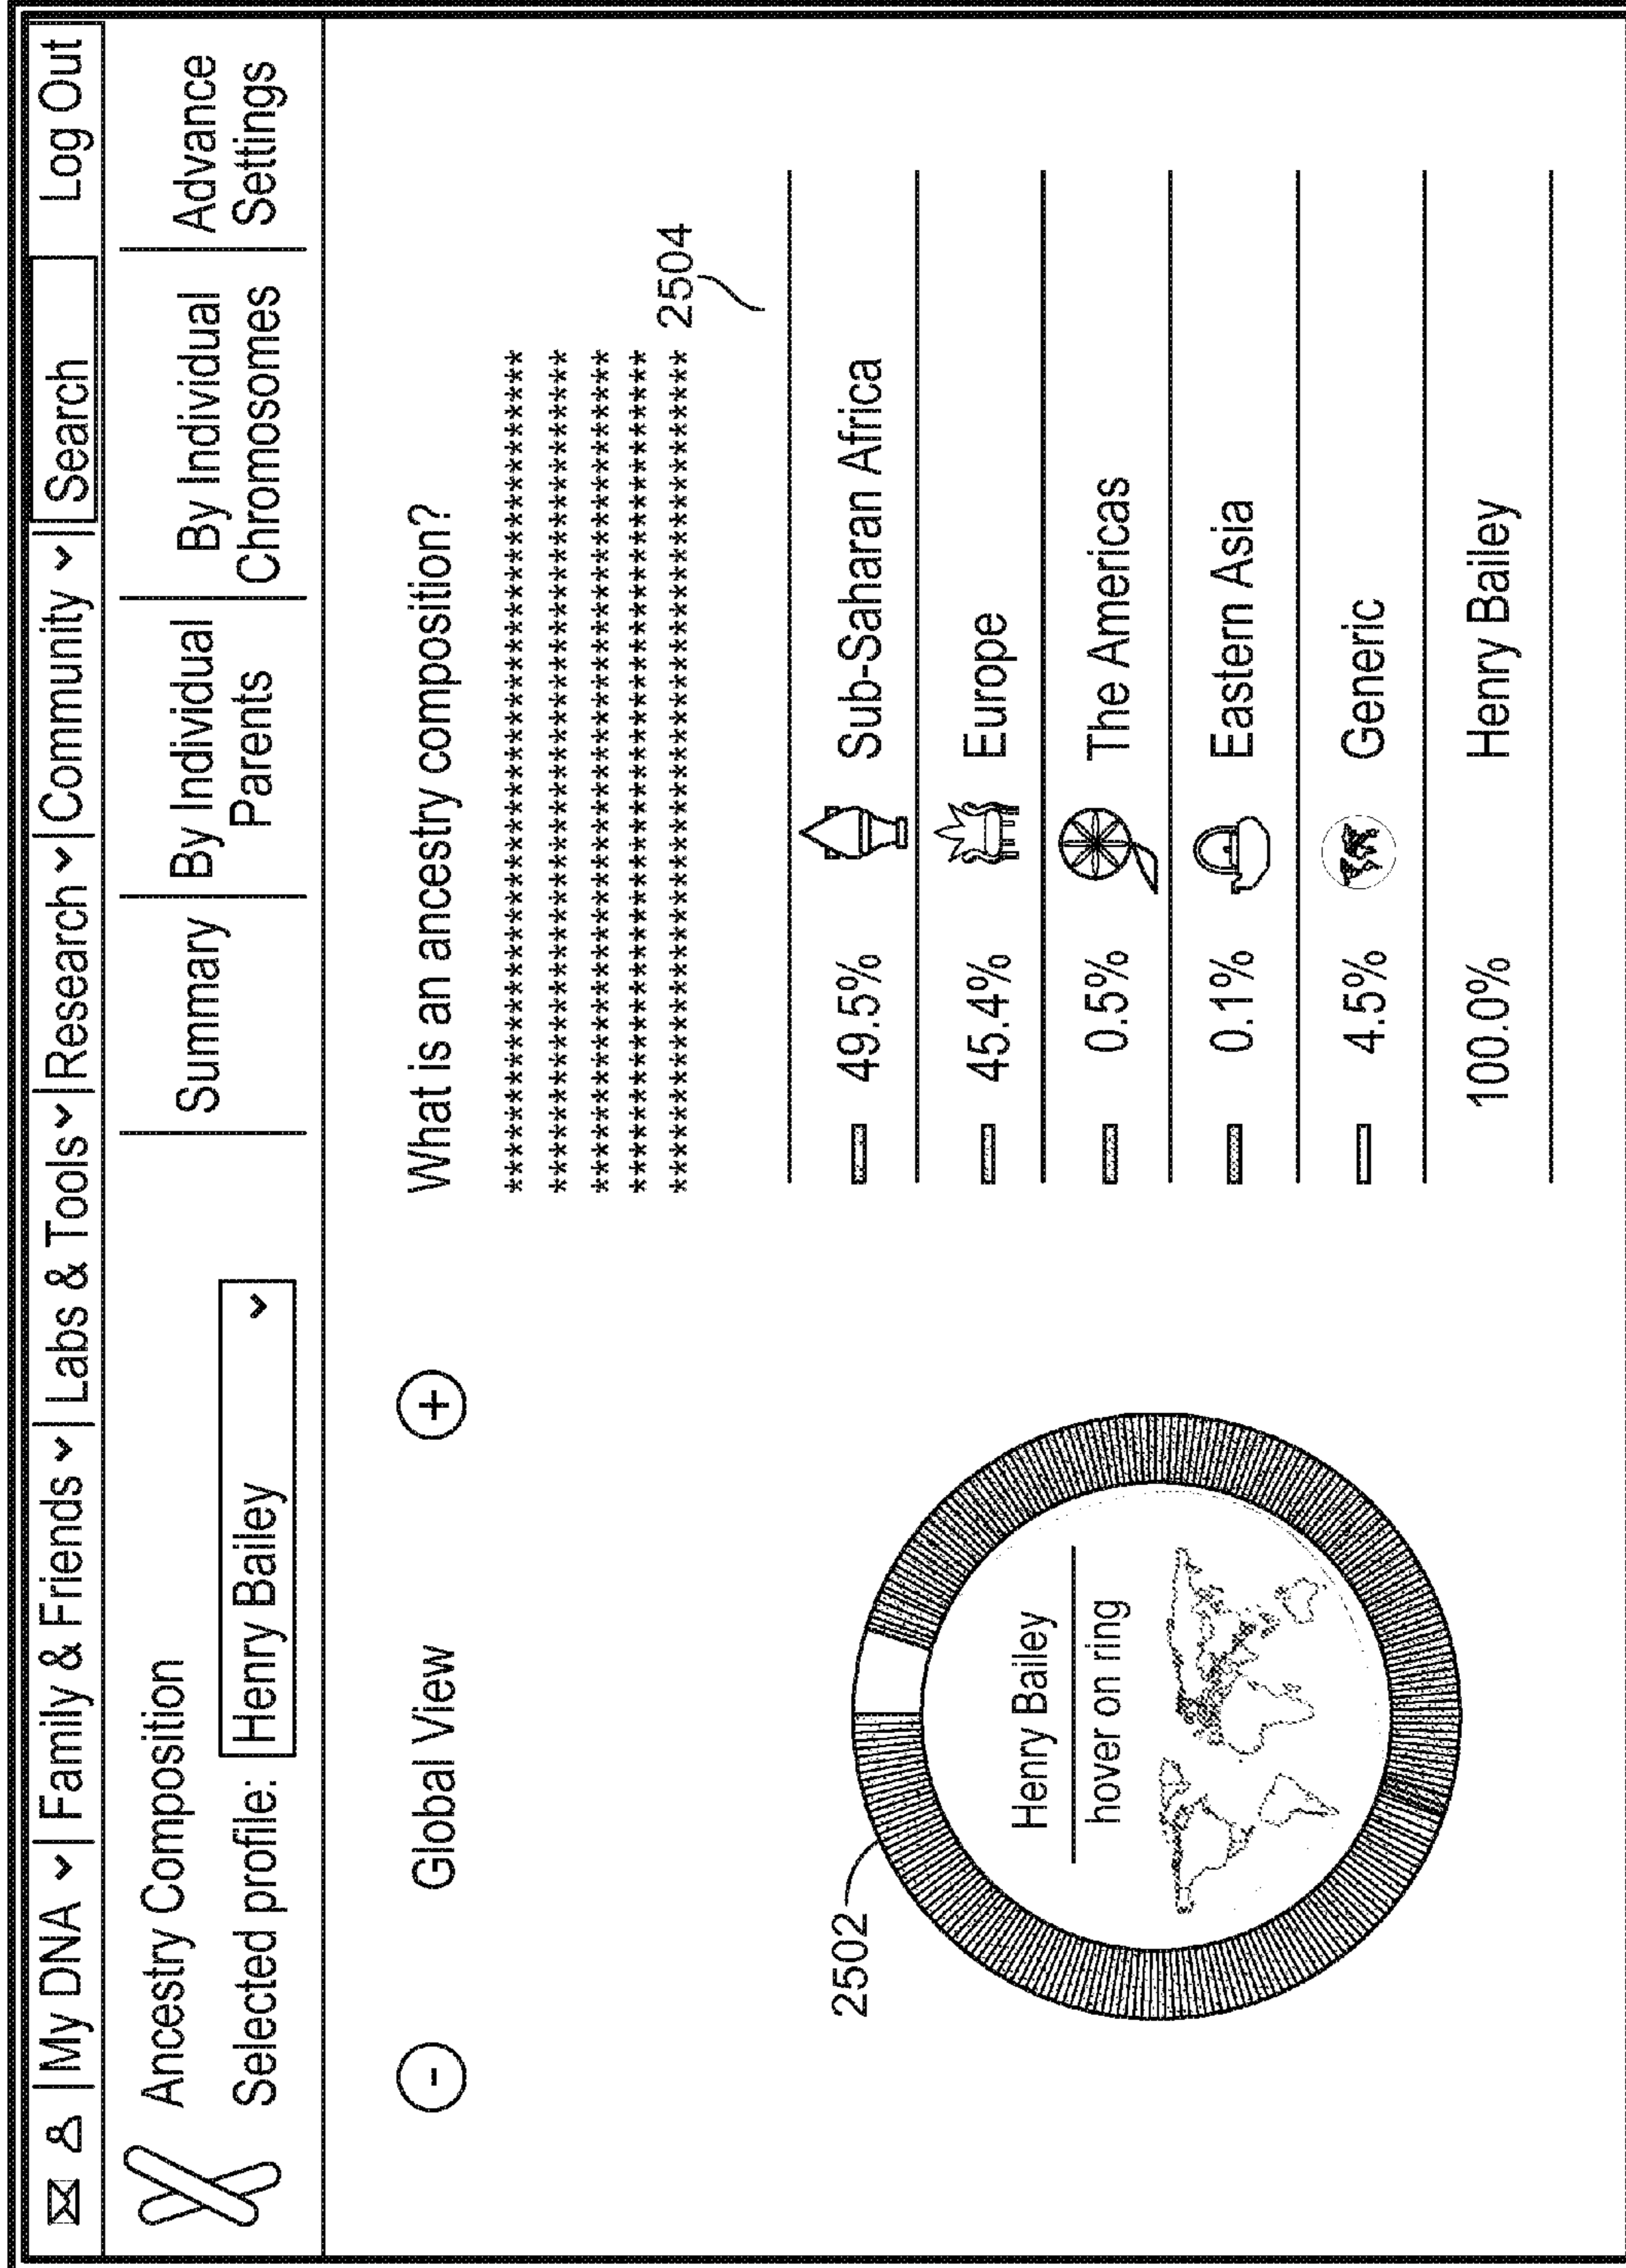 My DNA | Family & Friends | Labs & Tools | Research | Community | Search | Log Out
Ancestry Composition
Selected profile: Henry Bailey
Summary
By Individual
Parents
By Individual
Chromosomes
Advance
Settings
- Global View +
2502
Henry Bailey
hover on ring
What is an ancestry composition?
******************************************************
******************************************************
******************************************************
******************************************************
******************************************************
2504
49.5% Sub-Saharan Africa
45.4% Europe
0.5% The Americas
0.1% Eastern Asia
4.5% Generic
100.0% Henry Bailey